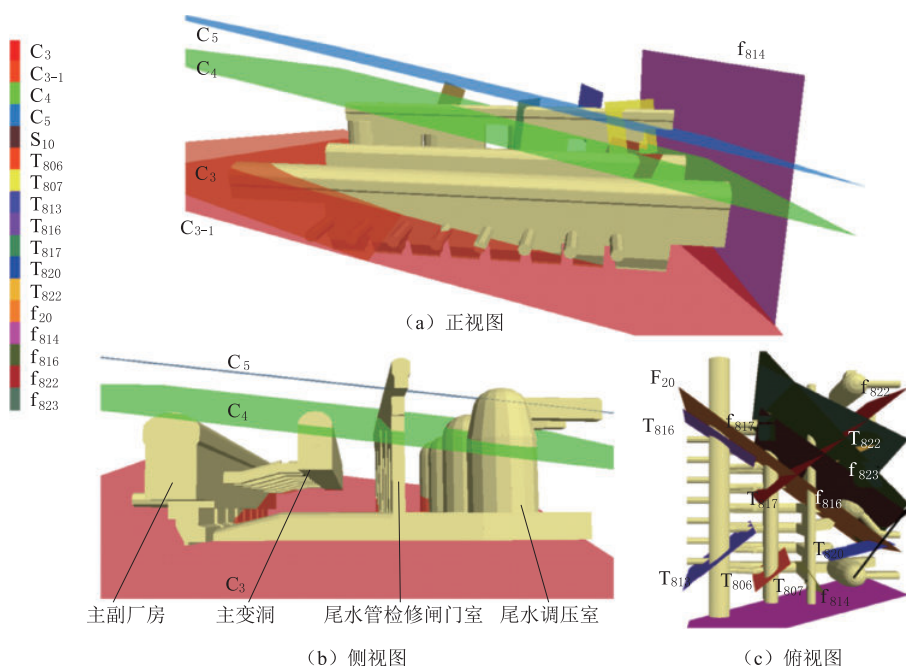 C₃
C₃₋₁
C₄
C₅
S₁₀
T₈₀₆
T₈₀₇
T₈₁₃
T₈₁₆
T₈₁₇
T₈₂₀
T₈₂₂
f₂₀
f₈₁₄
f₈₁₆
f₈₂₂
f₈₂₃
C₅
C₄
f₈₁₄
C₃
C₃₋₁
(a) 正视图
C₅
C₄
C₃
主副厂房
主变洞
尾水管检修闸门室
尾水调压室
(b) 侧视图
F₂₀
f₈₂₂
T₈₁₆
f₈₁₇
T₈₂₂
f₈₂₃
T₈₁₇
f₈₁₆
T₈₂₀
T₈₁₃
T₈₀₆
T₈₀₇
f₈₁₄
(c) 俯视图